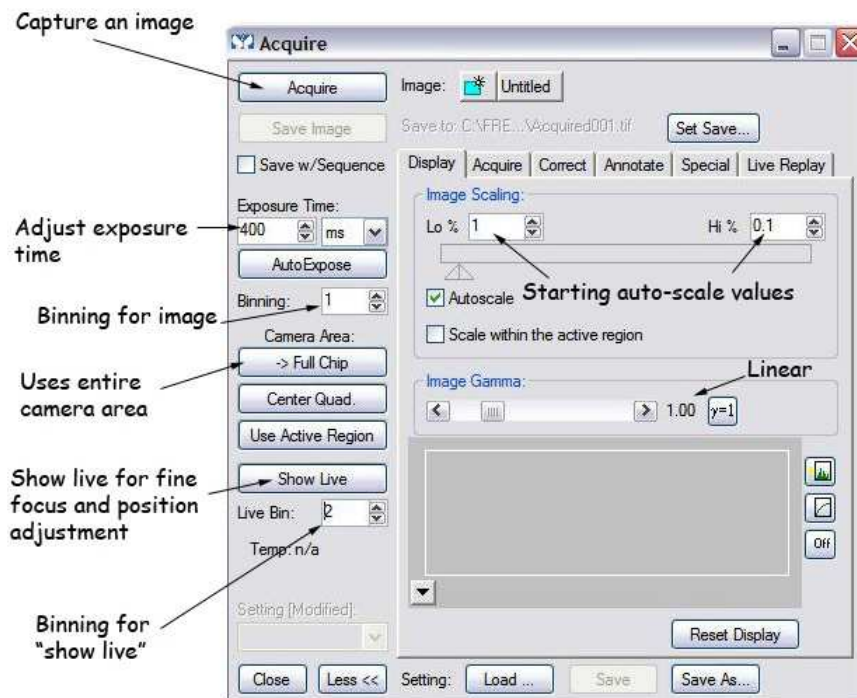 Capture an image
Acquire
Acquire
Image:
Untitled
Save Image
Save to: C:\FRE...\Acquired001.tif
Set Save...
Save w/Sequence
Display
Acquire
Correct
Annotate
Special
Live Replay
Image Scaling:
Exposure Time:
Lo %
1
Hi %
0.1
Adjust exposure
time
400
ms
AutoExpose
Starting auto-scale values
Autoscale
Binning:
1
Binning for image
Scale within the active region
Camera Area:
-> Full Chip
Uses entire
camera area
Linear
Image Gamma:
1.00
γ=1
Center Quad.
Use Active Region
Show live for fine
focus and position
adjustment
Show Live
Live Bin:
2
Temp: n/a
Off
Binning for
"show live"
Setting [Modified]:
Reset Display
Close
Less <<
Setting:
Load ...
Save
Save As...